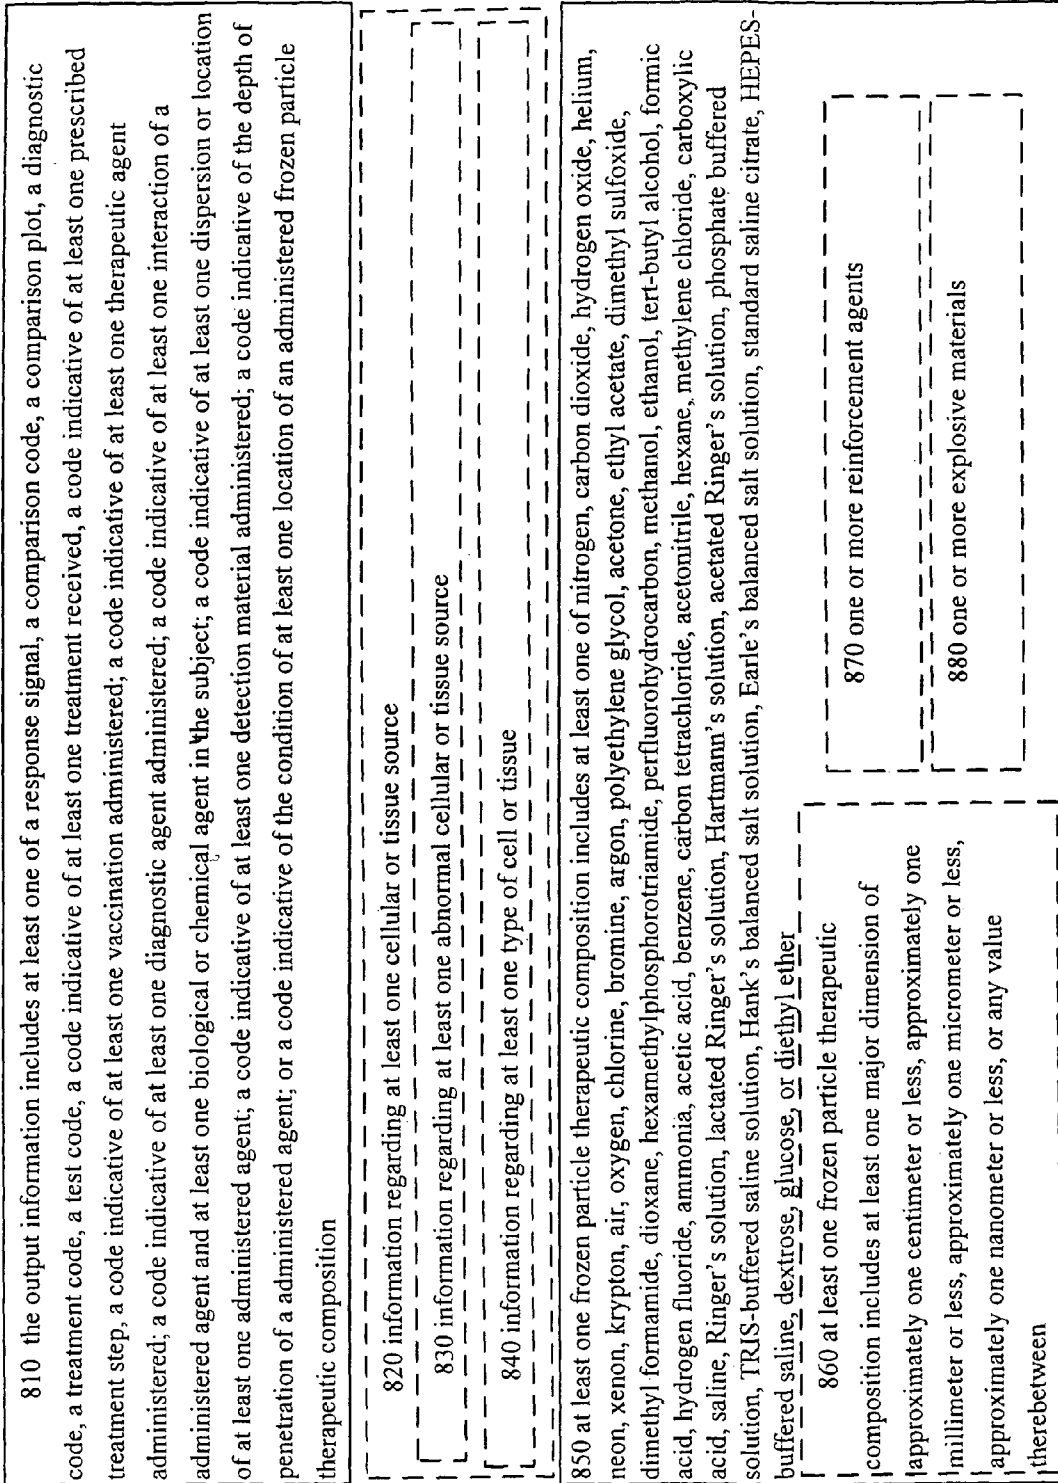 810 the output information includes at least one of a response signal, a comparison code, a comparison plot, a diagnostic
code, a treatment code, a test code, a code indicative of at least one treatment received, a code indicative of at least one prescribed
treatment step, a code indicative of at least one vaccination administered; a code indicative of at least one therapeutic agent
administered; a code indicative of at least one diagnostic agent administered; a code indicative of at least one interaction of a
administered agent and at least one biological or chemical agent in the subject; a code indicative of at least one dispersion or location
of at least one administered agent; a code indicative of at least one detection material administered; a code indicative of the depth of
penetration of a administered agent; or a code indicative of the condition of at least one location of an administered frozen particle
therapeutic composition
820 information regarding at least one cellular or tissue source
830 information regarding at least one abnormal cellular or tissue source
840 information regarding at least one type of cell or tissue
850 at least one frozen particle therapeutic composition includes at least one of nitrogen, carbon dioxide, hydrogen oxide, helium,
neon, xenon, krypton, air, oxygen, chlorine, bromine, argon, polyethylene glycol, acetone, ethyl acetate, dimethyl sulfoxide,
dimethyl formamide, dioxane, hexamethylphosphorotriamide, perfluorohydrocarbon, methanol, ethanol, tert-butyl alcohol, formic
acid, hydrogen fluoride, ammonia, acetic acid, benzene, carbon tetrachloride, acetonitrile, hexane, methylene chloride, carboxylic
acid, saline, Ringer's solution, lactated Ringer's solution, Hartmann's solution, acetated Ringer's solution, phosphate buffered
solution, TRIS-buffered saline solution, Hank's balanced salt solution, Earle's balanced salt solution, standard saline citrate, HEPES-
buffered saline, dextrose, glucose, or diethyl ether
860 at least one frozen particle therapeutic
composition includes at least one major dimension of
approximately one centimeter or less, approximately one
millimeter or less, approximately one micrometer or less,
approximately one nanometer or less, or any value
therebetween
870 one or more reinforcement agents
880 one or more explosive materials